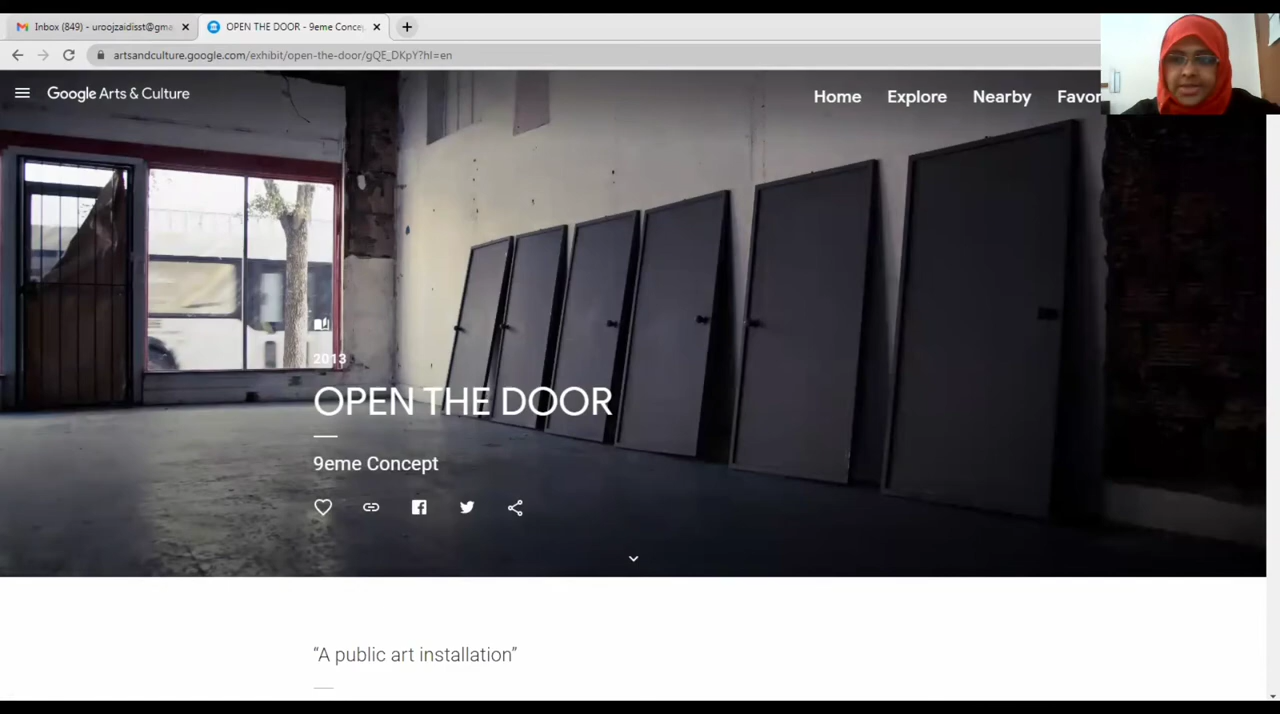 Inbox (849) - uroojzaidisst@gma
OPEN THE DOOR - 9eme Conce
artsandculture.google.com/exhibit/open-the-door/gQE_DKpY?hl=en
Google Arts & Culture
Home Explore Nearby Favor
2013
OPEN THE DOOR
9eme Concept
“A public art installation”